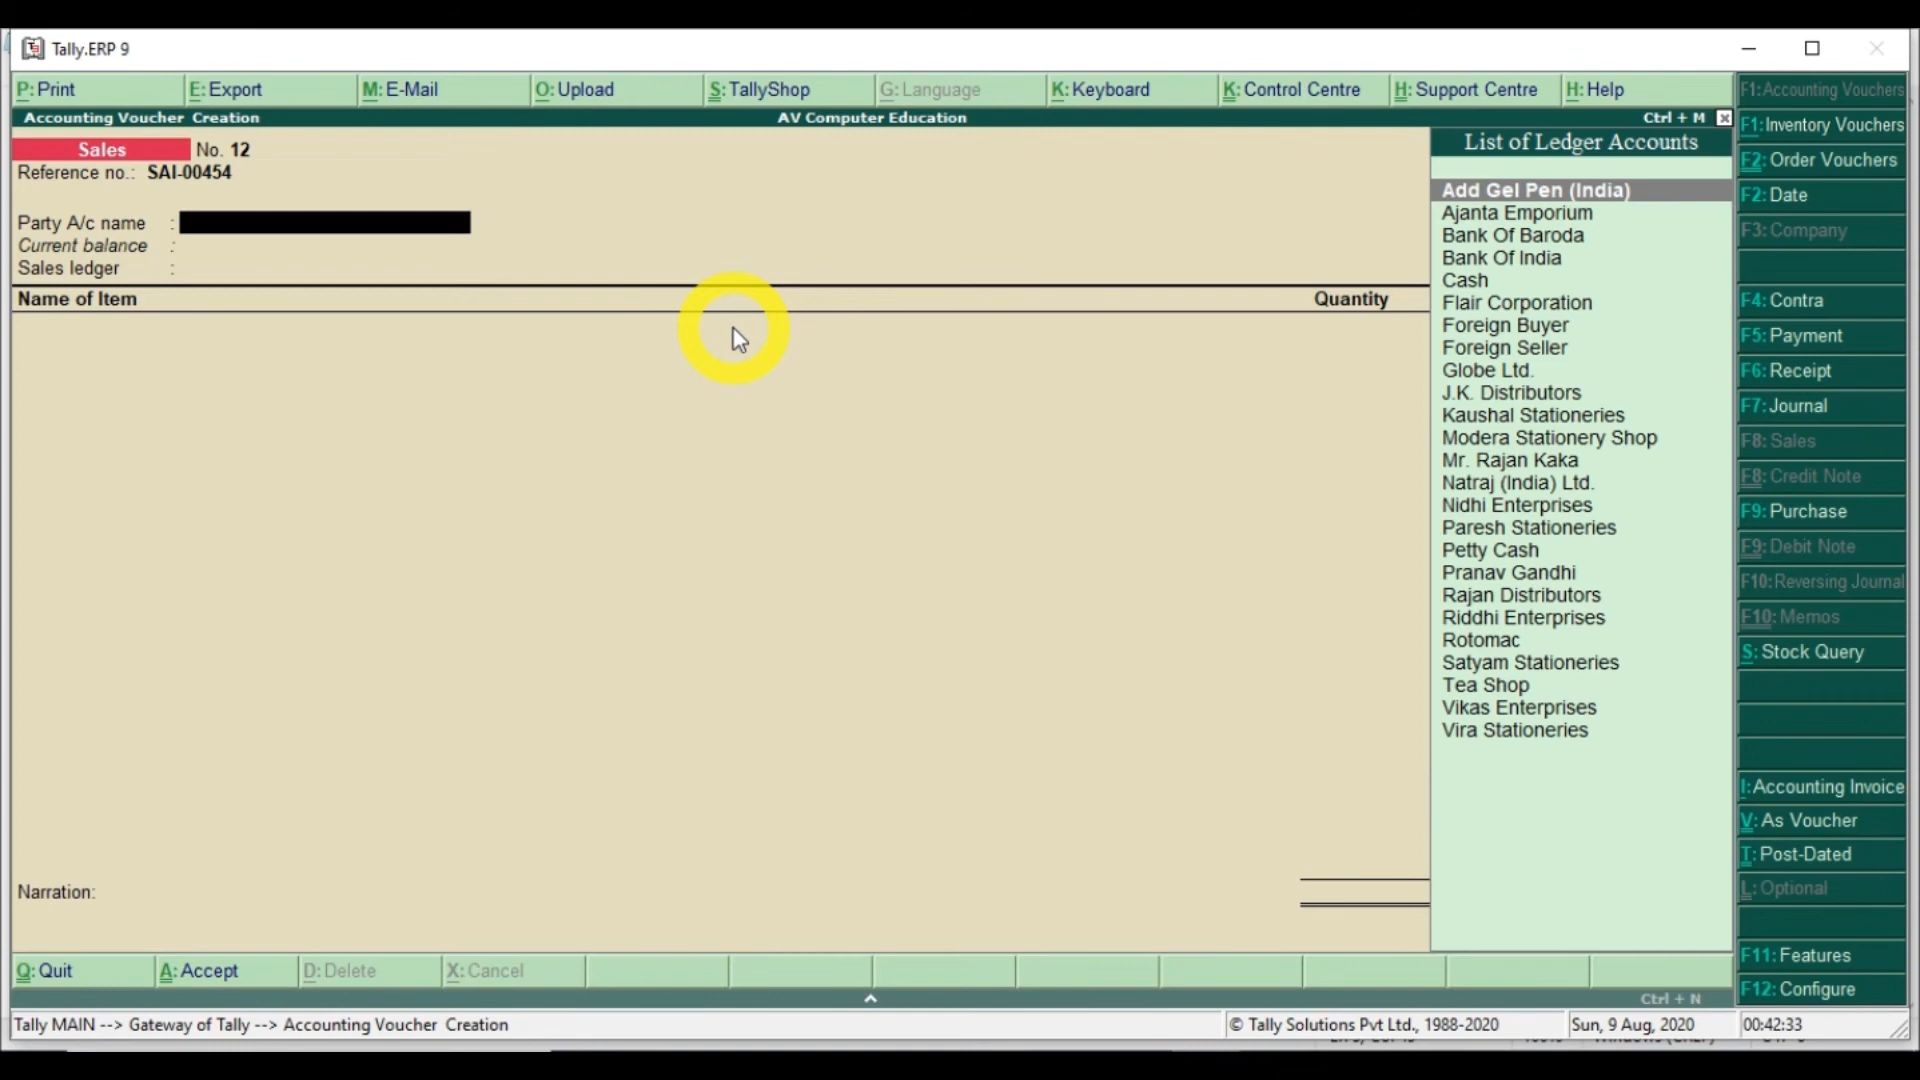 Tally.ERP 9
P: Print E: Export M: E-Mail O: Upload S: TallyShop G: Language K: Keyboard K: Control Centre H: Support Centre H: Help
Accounting Voucher Creation AV Computer Education Ctrl + M
Sales No. 12
Reference no.: SAI-00454
Party A/c name :
Current balance :
Sales ledger :
Name of Item Quantity
Narration:
List of Ledger Accounts
Add Gel Pen (India)
Ajanta Emporium
Bank Of Baroda
Bank Of India
Cash
Flair Corporation
Foreign Buyer
Foreign Seller
Globe Ltd.
J.K. Distributors
Kaushal Stationeries
Modera Stationery Shop
Mr. Rajan Kaka
Natraj (India) Ltd.
Nidhi Enterprises
Paresh Stationeries
Petty Cash
Pranav Gandhi
Rajan Distributors
Riddhi Enterprises
Rotomac
Satyam Stationeries
Tea Shop
Vikas Enterprises
Vira Stationeries
F1: Accounting Vouchers
F1: Inventory Vouchers
F2: Order Vouchers
F2: Date
F3: Company
F4: Contra
F5: Payment
F6: Receipt
F7: Journal
F8: Sales
F8: Credit Note
F9: Purchase
F9: Debit Note
F10: Reversing Journal
F10: Memos
S: Stock Query
I: Accounting Invoice
V: As Voucher
T: Post-Dated
L: Optional
F11: Features
F12: Configure
Q: Quit A: Accept D: Delete X: Cancel
Ctrl + N
Tally MAIN --> Gateway of Tally --> Accounting Voucher Creation © Tally Solutions Pvt Ltd., 1988-2020 Sun, 9 Aug, 2020 00:42:33